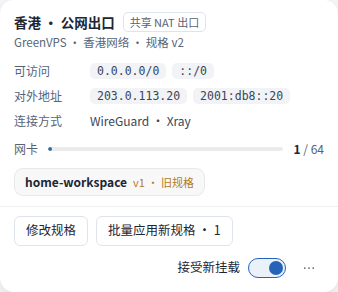 香港 · 公网出口 共享 NAT 出口
GreenVPS · 香港网络 · 规格 v2
可访问 0.0.0.0/0 ::/0
对外地址 203.0.113.20 2001:db8::20
连接方式 WireGuard · Xray
网卡 1 / 64
home-workspace v1 · 旧规格
修改规格 批量应用新规格 · 1
接受新挂载 ···